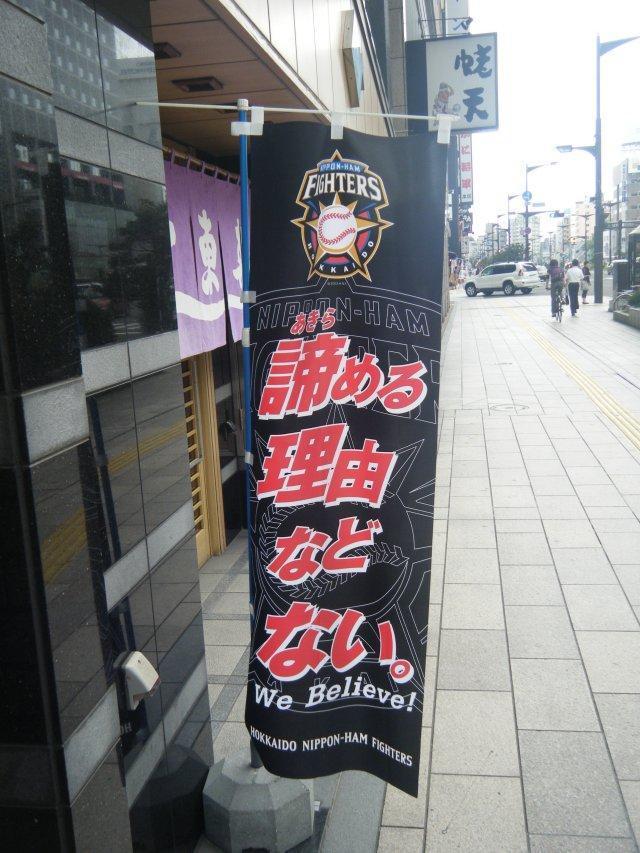 蛯天
NIPPON-HAM
FIGHTERS
HOKKAIDO
NIPPON-HAM
あきら
諦める
理由
など
ない。
We Believe!
HOKKAIDO NIPPON-HAM FIGHTERS